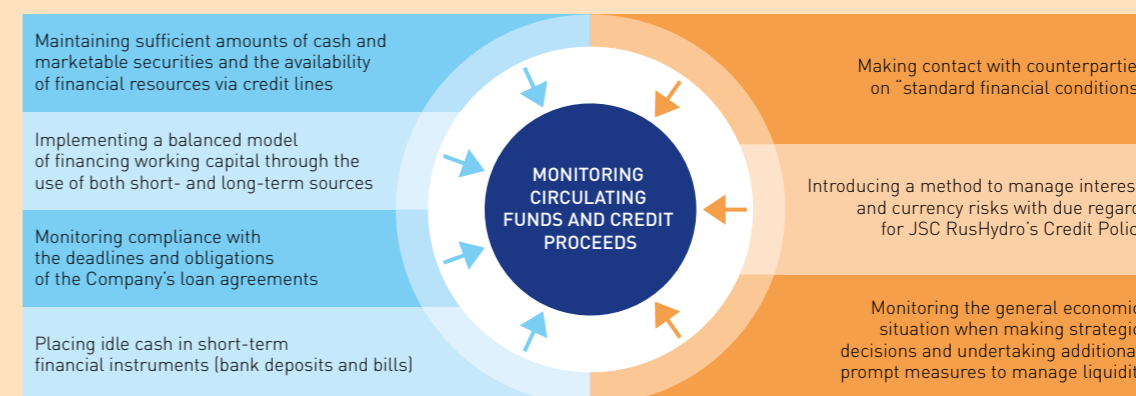 Maintaining sufficient amounts of cash and
marketable securities and the availability
of financial resources via credit lines
Implementing a balanced model
of financing working capital through the
use of both short- and long-term sources
Monitoring compliance with
the deadlines and obligations
of the Company's loan agreements
Placing idle cash in short-term
financial instruments (bank deposits and bills)
MONITORING
CIRCULATING
FUNDS AND CREDIT
PROCEEDS
Making contact with counterpartie
on "standard financial conditions
Introducing a method to manage interes
and currency risks with due regard
for JSC RusHydro's Credit Polic
Monitoring the general economic
situation when making strategic
decisions and undertaking additiona
prompt measures to manage liquidit